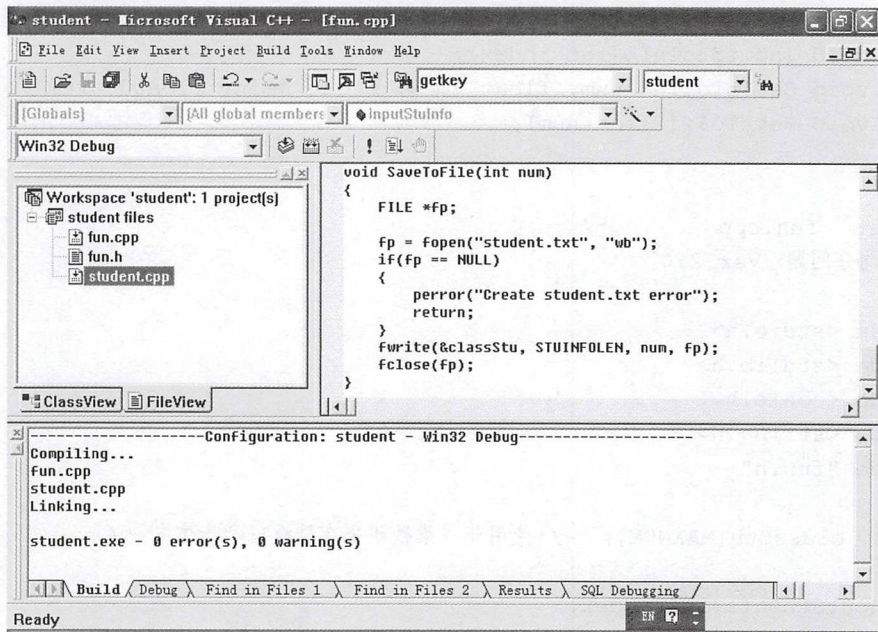 student - Microsoft Visual C++ - [fun.cpp]
File Edit View Insert Project Build Tools Window Help
getkey
student
(Globals)
(All global members
InputStuInfo
Win32 Debug
Workspace 'student': 1 project(s)
student files
fun.cpp
fun.h
student.cpp
ClassView
FileView
void SaveToFile(int num)
{
FILE *fp;
fp = fopen("student.txt", "wb");
if(fp == NULL)
{
perror("Create student.txt error");
return;
}
fwrite(&classStu, STUINFOLEN, num, fp);
fclose(fp);
}
--------------------Configuration: student - Win32 Debug--------------------
Compiling...
fun.cpp
student.cpp
Linking...
student.exe - 0 error(s), 0 warning(s)
Build Debug Find in Files 1 Find in Files 2 Results SQL Debugging
Ready
EN